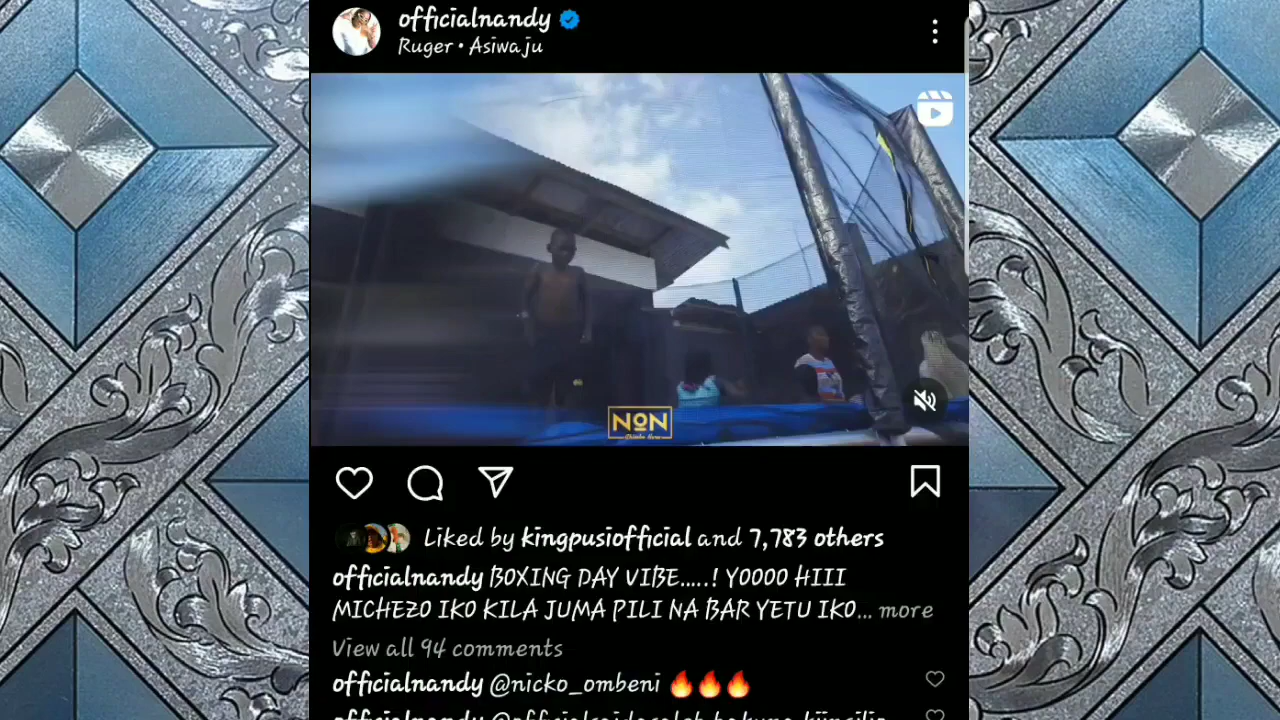 officialnandy
Ruger • Asiwaju
NON
Liked by kingpusiofficial and 7,783 others
officialnandy BOXING DAY VIBE.....! YOOOO HIII
MICHEZO IKO KILA JUMA PILI NA BAR YETU IKO... more
View all 94 comments
officialnandy @nicko_ombeni 🔥🔥🔥
officialnandy